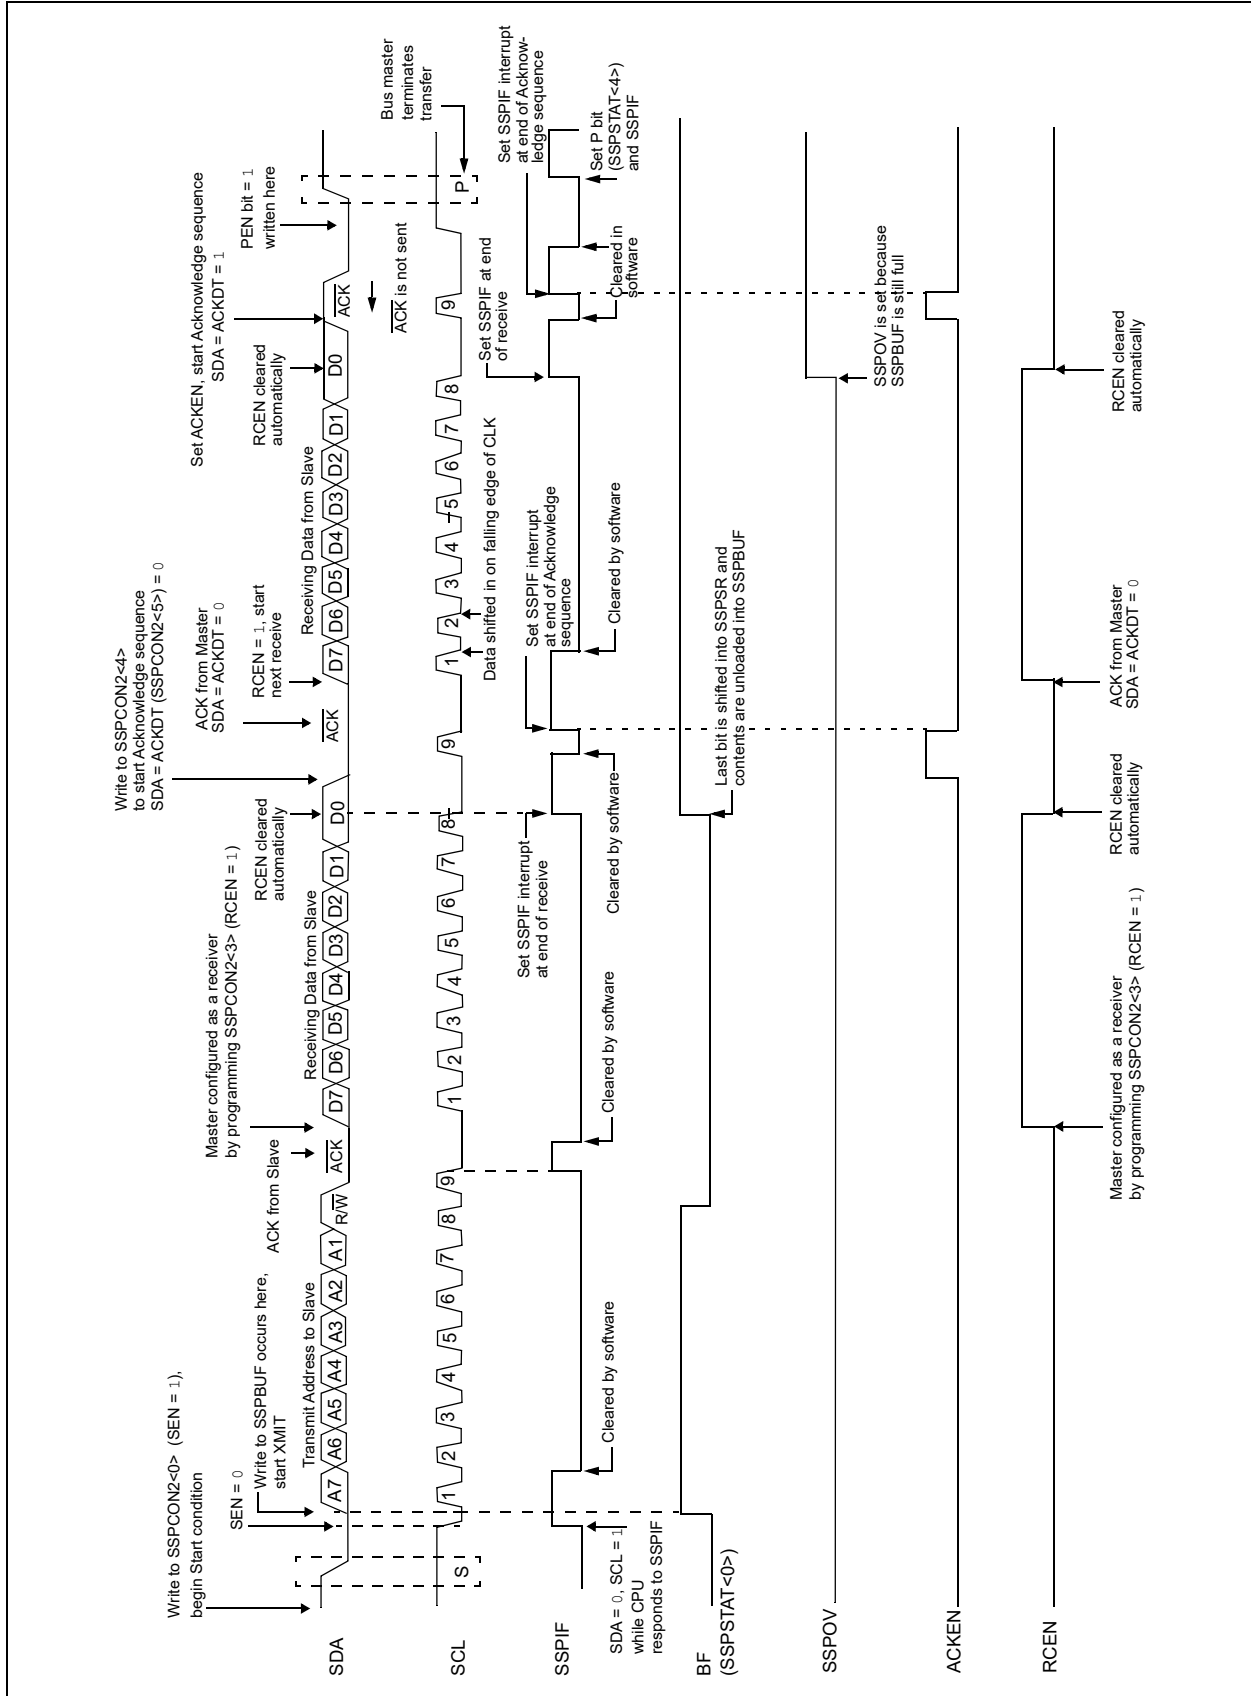 Write to SSPCON2<0> (SEN = 1),
begin Start condition
SEN = 0
Write to SSPBUF occurs here,
start XMIT
ACK from Slave
Master configured as a receiver
by programming SSPCON2<3> (RCEN = 1)
RCEN cleared
automatically
Write to SSPCON2<4>
to start Acknowledge sequence
SDA = ACKDT (SSPCON2<5>) = 0
ACK from Master
SDA = ACKDT = 0
RCEN = 1, start
next receive
RCEN cleared
automatically
Set ACKEN, start Acknowledge sequence
SDA = ACKDT = 1
PEN bit = 1
written here
Transmit Address to Slave
Receiving Data from Slave
Receiving Data from Slave
SDA
A7 A6 A5 A4 A3 A2 A1 R/W ACK D7 D6 D5 D4 D3 D2 D1 D0 ACK D7 D6 D5 D4 D3 D2 D1 D0 ACK
ACK is not sent
Bus master
terminates
transfer
SCL
S 1 2 3 4 5 6 7 8 9 1 2 3 4 5 6 7 8 9 1 2 3 4 5 6 7 8 9 P
Data shifted in on falling edge of CLK
Set SSPIF interrupt
at end of receive
Set SSPIF interrupt
at end of Acknowledge
sequence
Set SSPIF at end
of receive
Set SSPIF interrupt
at end of Acknow-
ledge sequence
SSPIF
SDA = 0, SCL = 1
while CPU
responds to SSPIF
Cleared by software
Cleared by software
Cleared by software
Cleared by software
Cleared in
software
Set P bit
(SSPSTAT<4>)
and SSPIF
BF
(SSPSTAT<0>)
Last bit is shifted into SSPSR and
contents are unloaded into SSPBUF
SSPOV
SSPOV is set because
SSPBUF is still full
ACKEN
RCEN
Master configured as a receiver
by programming SSPCON2<3> (RCEN = 1)
RCEN cleared
automatically
ACK from Master
SDA = ACKDT = 0
RCEN cleared
automatically